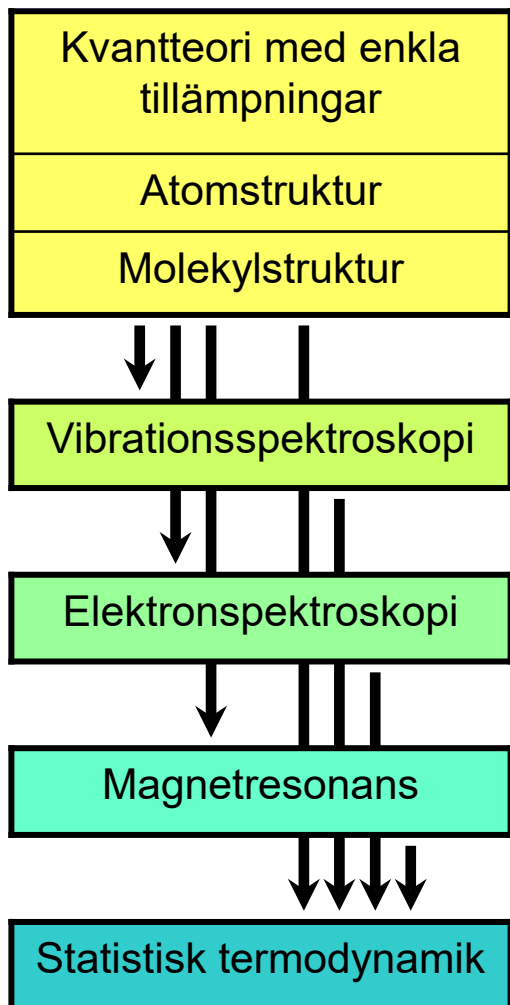 Kvantteori med enkla
tillämpningar
Atomstruktur
Molekylstruktur
Vibrationsspektroskopi
Elektronspektroskopi
Magnetresonans
Statistisk termodynamik